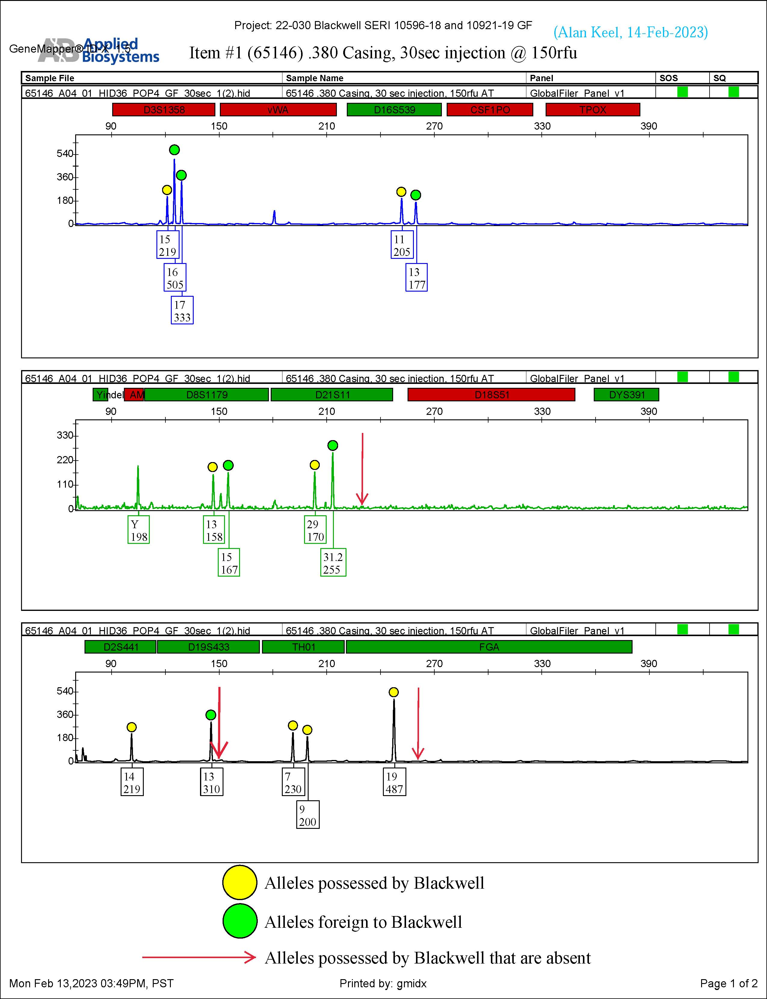 Project: 22-030 Blackwell SERI 10596-18 and 10921-19 GF
(Alan Keel, 14-Feb-2023)
GeneMapper® ID-X 1.5
AB Applied Biosystems
Item #1 (65146) .380 Casing, 30sec injection @ 150rfu
Sample File Sample Name Panel SOS SQ
65146_A04_01_HID36_POP4_GF_30sec_1(2).hid 65146 .380 Casing, 30 sec injection, 150rfu AT GlobalFiler_Panel_v1
D3S1358 vWA D16S539 CSF1PO TPOX
90 150 210 270 330 390
540
360
180
0
15 11
219 205
16 13
505 177
17
333
65146_A04_01_HID36_POP4_GF_30sec_1(2).hid 65146 .380 Casing, 30 sec injection, 150rfu AT GlobalFiler_Panel_v1
Yindel AM D8S1179 D21S11 D18S51 DYS391
90 150 210 270 330 390
330
220
110
0
Y 13 29
198 158 170
15 31.2
167 255
65146_A04_01_HID36_POP4_GF_30sec_1(2).hid 65146 .380 Casing, 30 sec injection, 150rfu AT GlobalFiler_Panel_v1
D2S441 D19S433 TH01 FGA
90 150 210 270 330 390
540
360
180
0
14 13 7 19
219 310 230 487
9
200
Alleles possessed by Blackwell
Alleles foreign to Blackwell
Alleles possessed by Blackwell that are absent
Mon Feb 13,2023 03:49PM, PST Printed by: gmidx Page 1 of 2